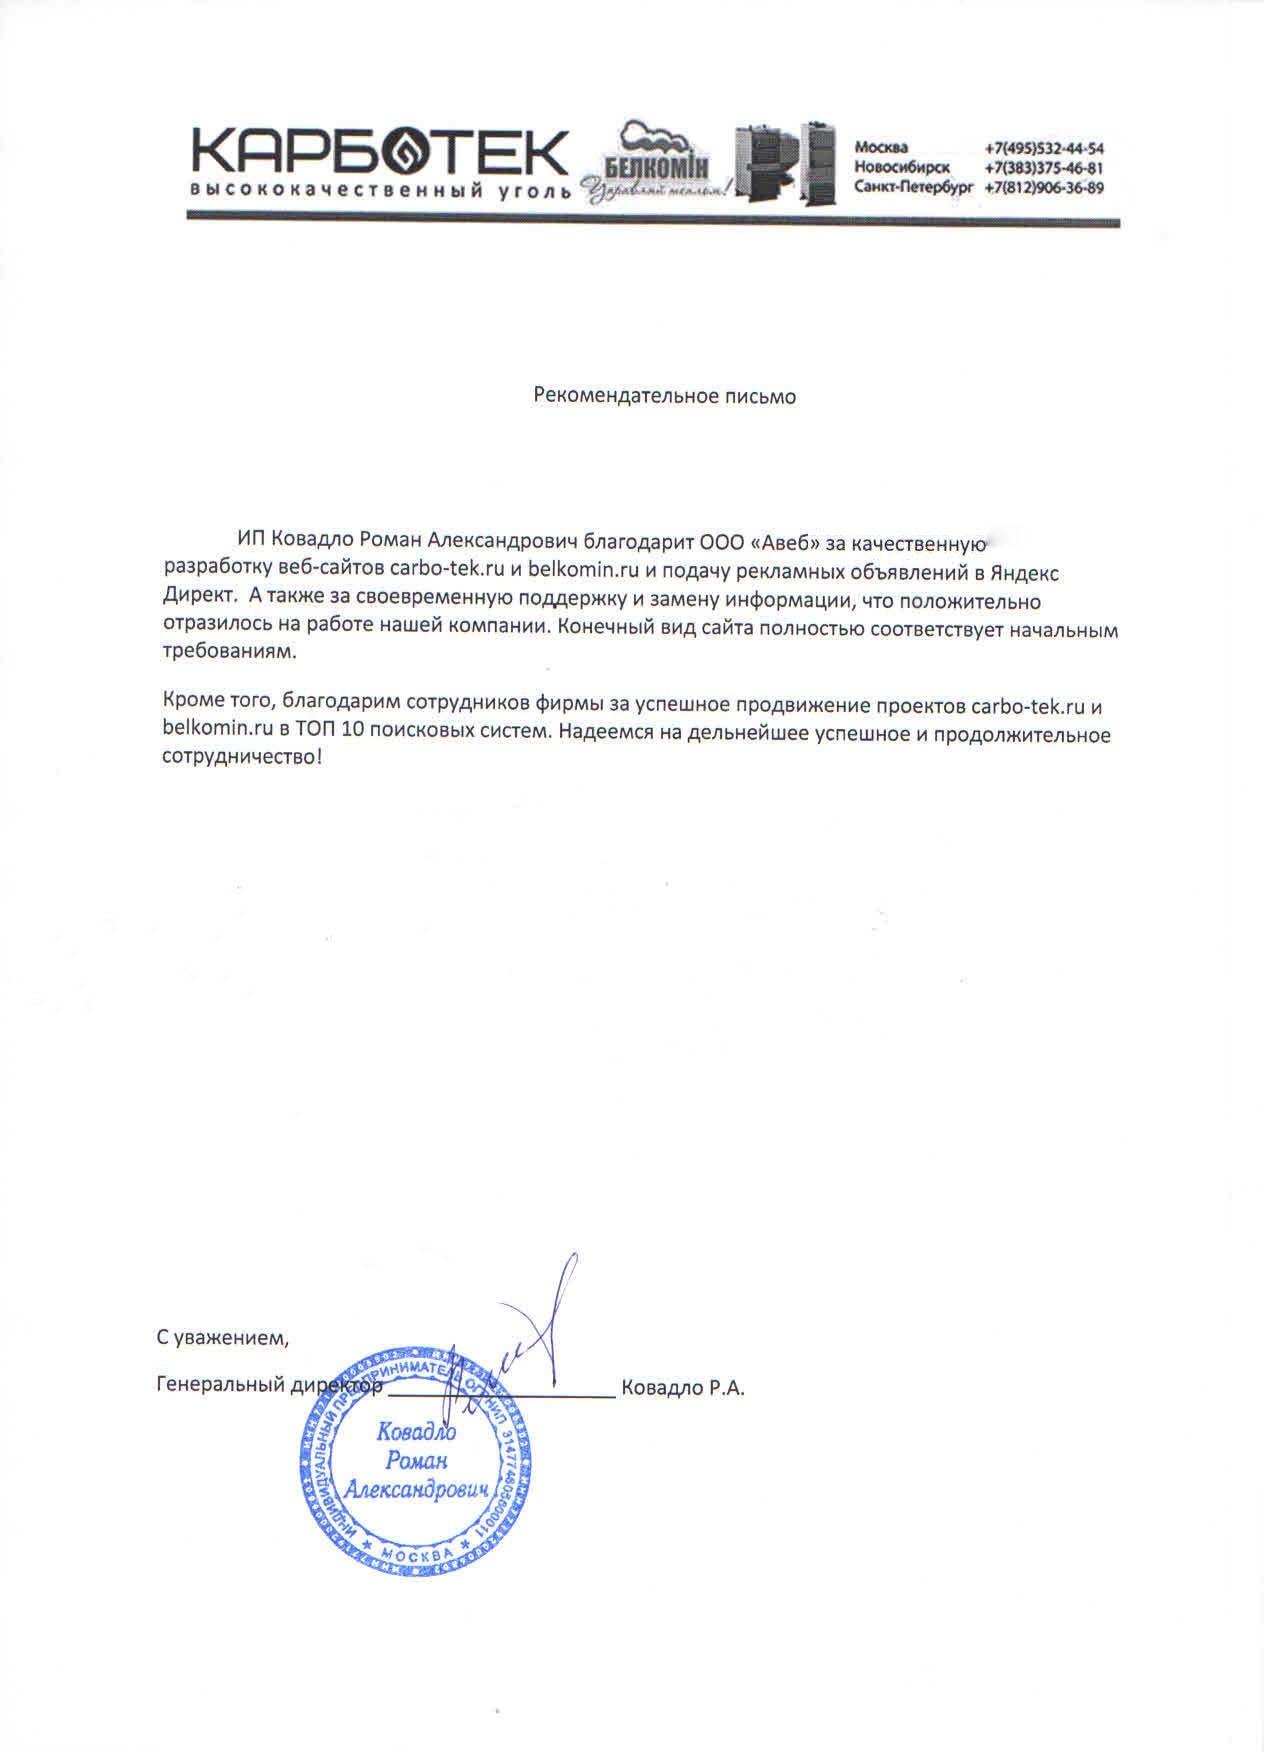 КАРБОТЕК
высококачественный уголь
БЕЛКОМІН
Управляй теплом!
Москва +7(495)532-44-54
Новосибирск +7(383)375-46-81
Санкт-Петербург +7(812)906-36-89
Рекомендательное письмо
ИП Ковадло Роман Александрович благодарит ООО «Авеб» за качественную
разработку веб-сайтов carbo-tek.ru и belkomin.ru и подачу рекламных объявлений в Яндекс
Директ. А также за своевременную поддержку и замену информации, что положительно
отразилось на работе нашей компании. Конечный вид сайта полностью соответствует начальным
требованиям.
Кроме того, благодарим сотрудников фирмы за успешное продвижение проектов carbo-tek.ru и
belkomin.ru в ТОП 10 поисковых систем. Надеемся на дельнейшее успешное и продолжительное
сотрудничество!
С уважением,
Генеральный директор ____________________ Ковадло Р.А.
ИНДИВИДУАЛЬНЫЙ ПРЕДПРИНИМАТЕЛЬ ОГРНИП
Ковадло
Роман
Александрович
* МОСКВА *